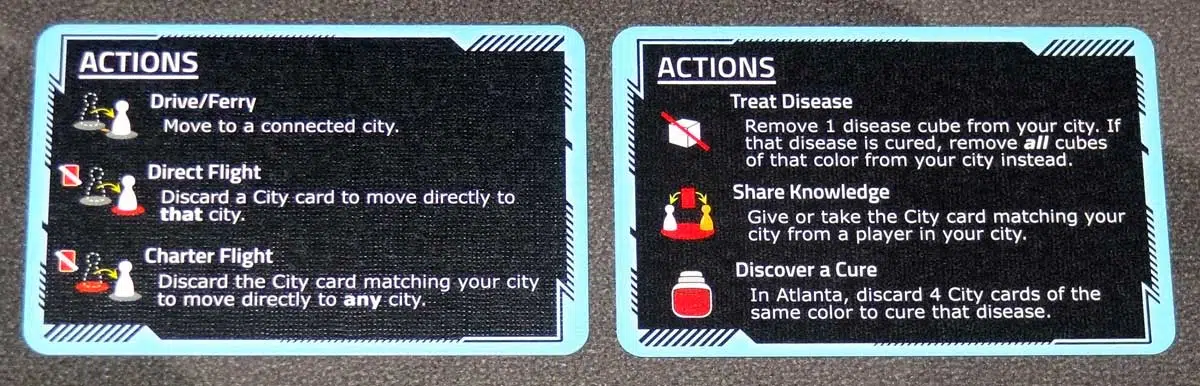 ACTIONS
Drive/Ferry
Move to a connected city.
Direct Flight
Discard a City card to move directly to
that city.
Charter Flight
Discard the City card matching your city
to move directly to any city.
ACTIONS
Treat Disease
Remove 1 disease cube from your city. If
that disease is cured, remove all cubes
of that color from your city instead.
Share Knowledge
Give or take the City card matching your
city from a player in your city.
Discover a Cure
In Atlanta, discard 4 City cards of the
same color to cure that disease.